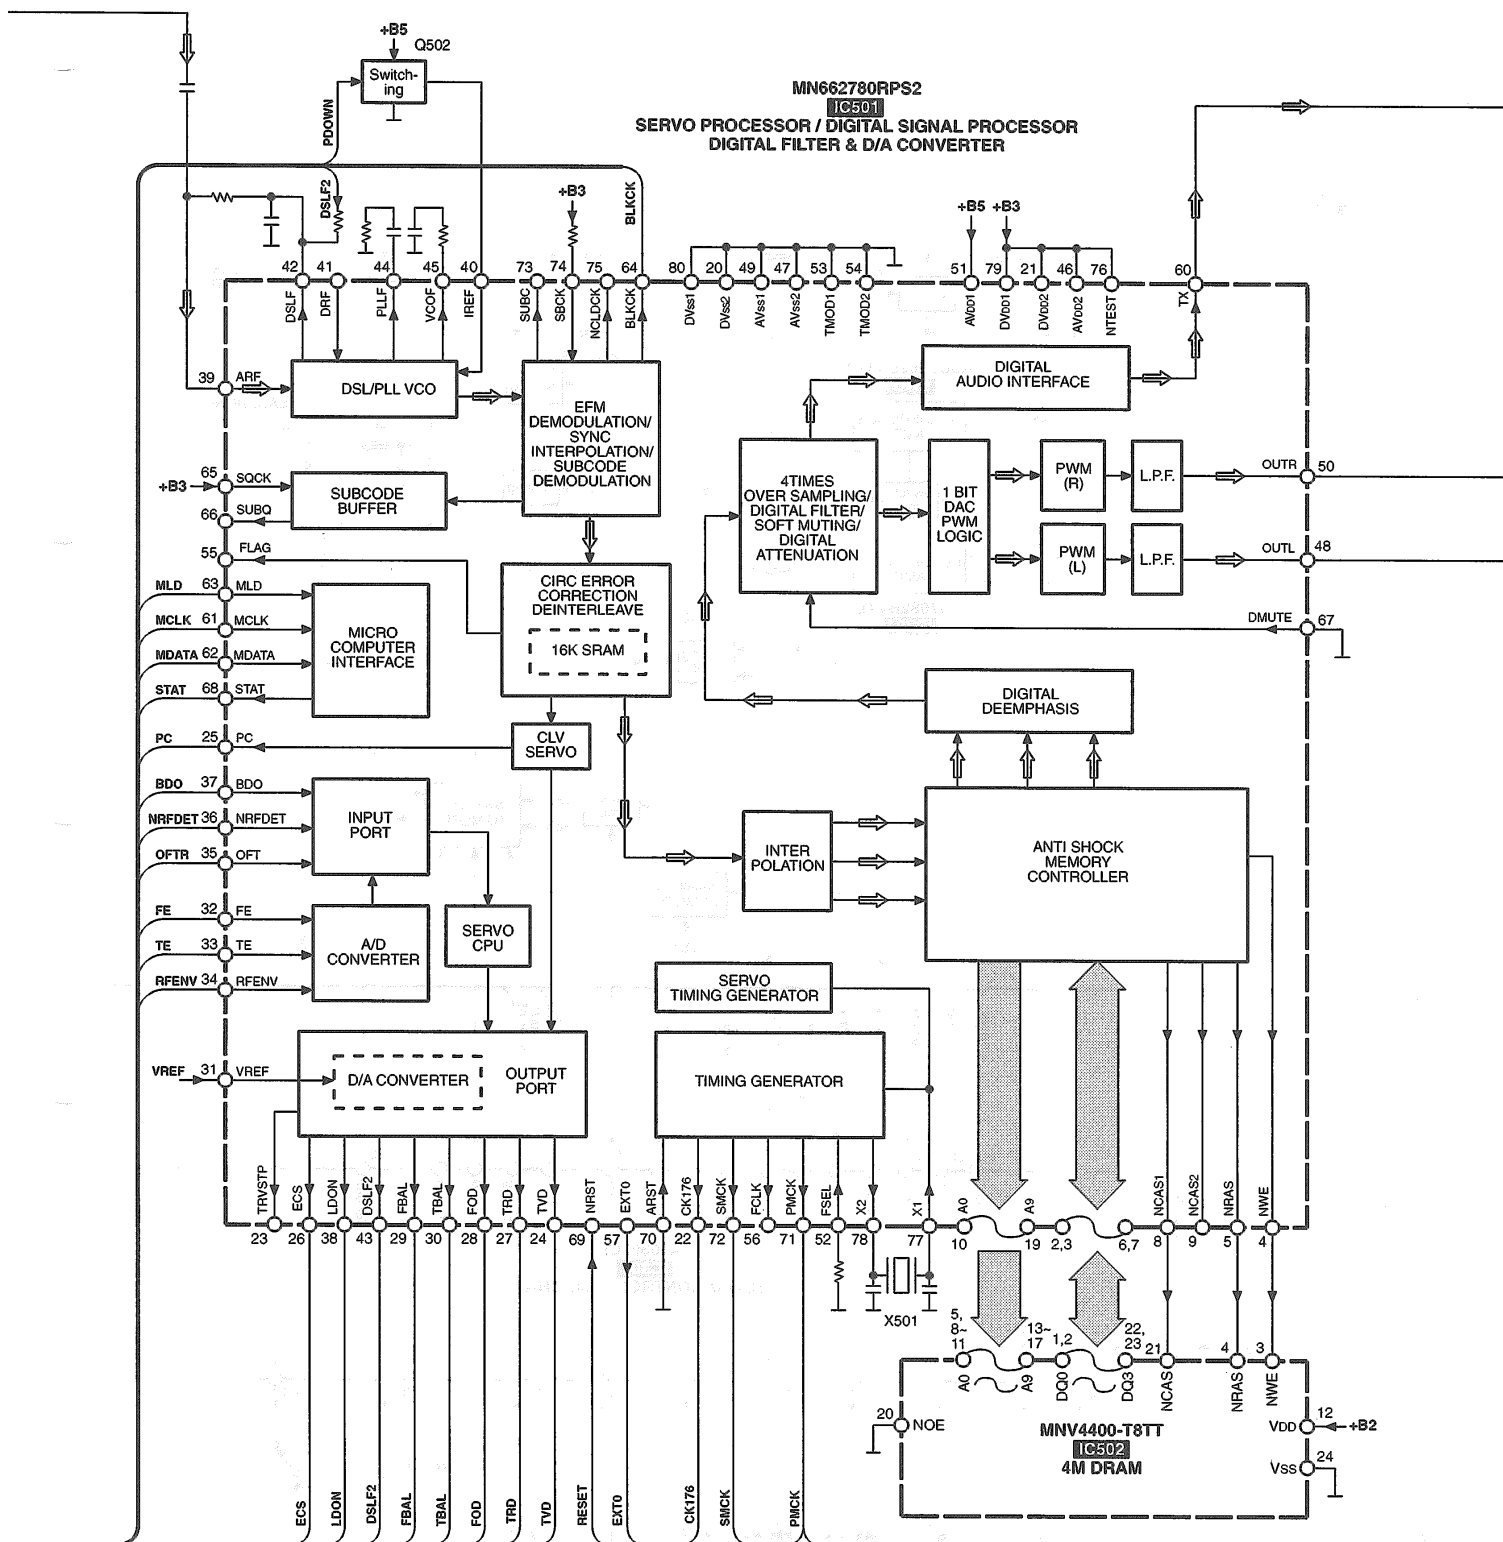 +B5
Q502
Switch-
ing
PDOWN
MN662780RPS2
IC501
SERVO PROCESSOR / DIGITAL SIGNAL PROCESSOR
DIGITAL FILTER & D/A CONVERTER
DSLF2
+B3
BLKCK
+B5 +B3
42 41 44 45 40 73 74 75 64 80 20 49 47 53 54 51 79 21 46 76 60
DSLF DRF PLLF VCOF IREF SUBC SBCK NCLDCK BLKCK DVss1 DVss2 AVss1 AVss2 TMOD1 TMOD2 AVDD1 DVDD1 DVDD2 AVDD2 NTEST TX
39 ARF
DSL/PLL VCO
DIGITAL
AUDIO INTERFACE
EFM
DEMODULATION/
SYNC
INTERPOLATION/
SUBCODE
DEMODULATION
+B3 65 SQCK
66 SUBQ
SUBCODE
BUFFER
4TIMES
OVER SAMPLING/
DIGITAL FILTER/
SOFT MUTING/
DIGITAL
ATTENUATION
1 BIT
DAC
PWM
LOGIC
PWM
(R)
L.P.F.
OUTR 50
PWM
(L)
L.P.F.
OUTL 48
DMUTE 67
55 FLAG
MLD 63 MLD
MCLK 61 MCLK
MDATA 62 MDATA
STAT 68 STAT
MICRO
COMPUTER
INTERFACE
CIRC ERROR
CORRECTION
DEINTERLEAVE
16K SRAM
DIGITAL
DEEMPHASIS
PC 25 PC
CLV
SERVO
BDO 37 BDO
NRFDET 36 NRFDET
OFTR 35 OFT
INPUT
PORT
INTER
POLATION
ANTI SHOCK
MEMORY
CONTROLLER
FE 32 FE
TE 33 TE
RFENV 34 RFENV
A/D
CONVERTER
SERVO
CPU
SERVO
TIMING GENERATOR
VREF 31 VREF
D/A CONVERTER
OUTPUT
PORT
TIMING GENERATOR
TRVSTP ECS LDON DSLF2 FBAL TBAL FOD TRD TVD NRST EXT0 ARST CK176 SMCK FCLK PMCK FSEL X2 X1 A0 A9 NCAS1 NCAS2 NRAS NWE
23 26 38 43 29 30 28 27 24 69 57 70 22 72 56 71 52 78 77 10 19 2,3 6,7 8 9 5 4
X501
5,
8~
11
13~
17
1,2
22,
23
21 4 3
A0 A9 DQ0 DQ3 NCAS NRAS NWE
20 NOE
MNV4400-T8TT
IC502
4M DRAM
VDD 12 +B2
VSS 24
ECS LDON DSLF2 FBAL TBAL FOD TRD TVD RESET EXT0 CK176 SMCK PMCK